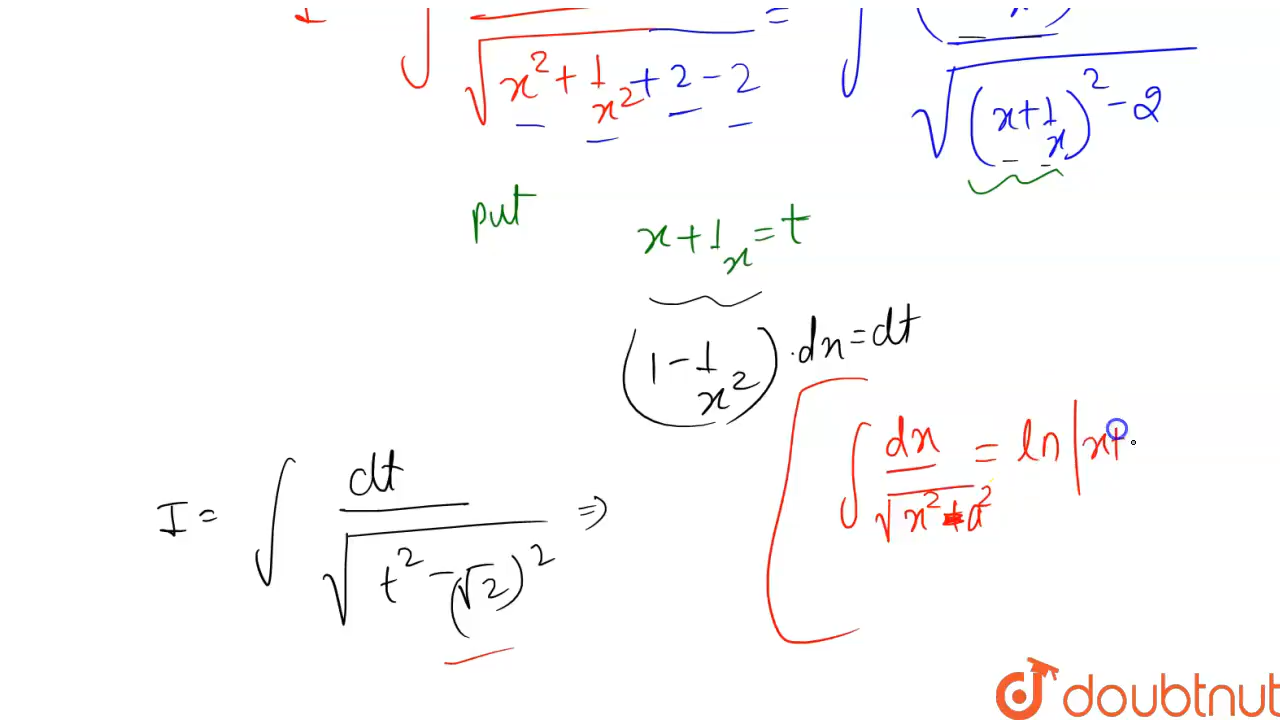 I ∫ / √(x² + 1/x² + 2 - 2) = ∫ ( x) / √((x + 1/x)² - 2)
put x + 1/x = t
(1 - 1/x²) . dx = dt
∫ dx / √(x² - a²) = ln |x+
I = ∫ dt / √(t² - (√2)²) ⇒
doubtnut